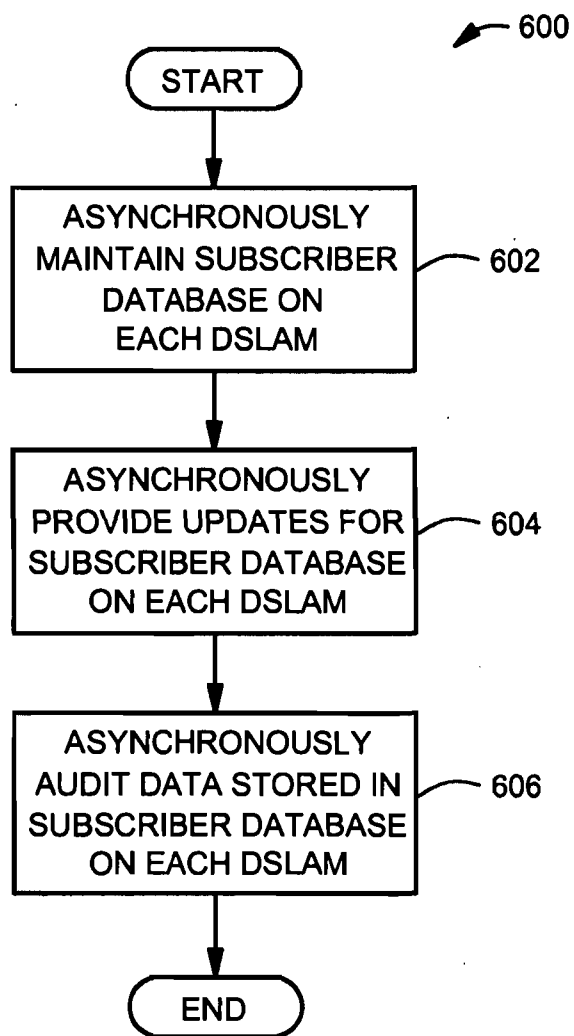 600
START
ASYNCHRONOUSLY
MAINTAIN SUBSCRIBER
DATABASE ON
EACH DSLAM
602
ASYNCHRONOUSLY
PROVIDE UPDATES FOR
SUBSCRIBER DATABASE
ON EACH DSLAM
604
ASYNCHRONOUSLY
AUDIT DATA STORED IN
SUBSCRIBER DATABASE
ON EACH DSLAM
606
END